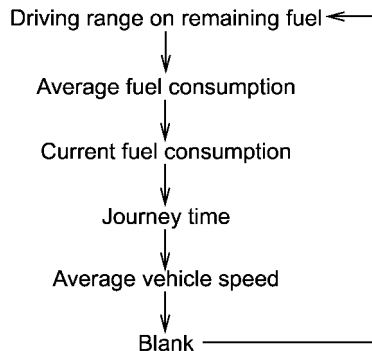 Driving range on remaining fuel
Average fuel consumption
Current fuel consumption
Journey time
Average vehicle speed
Blank